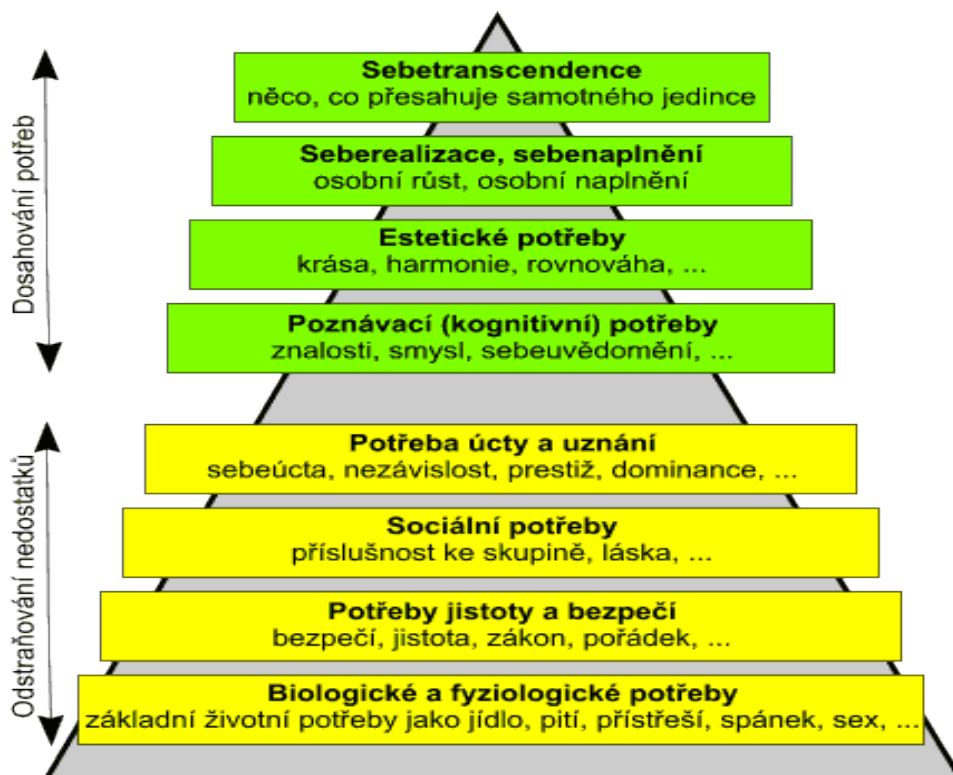 Sebetranscendence
něco, co přesahuje samotného jedince
Seberealizace, sebenaplnění
osobní růst, osobní naplnění
Estetické potřeby
krása, harmonie, rovnováha, ...
Poznávací (kognitivní) potřeby
znalosti, smysl, sebeuvědomění, ...
Dosahování potřeb
Potřeba úcty a uznání
sebeúcta, nezávislost, prestiž, dominance, ...
Sociální potřeby
příslušnost ke skupině, láska, ...
Potřeby jistoty a bezpečí
bezpečí, jistota, zákon, pořádek, ...
Biologické a fyziologické potřeby
základní životní potřeby jako jídlo, pití, přístřeší, spánek, sex, ...
Odstraňování nedostatků